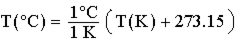 T(°C) = 1°C/1 K (T(K) + 273.15)